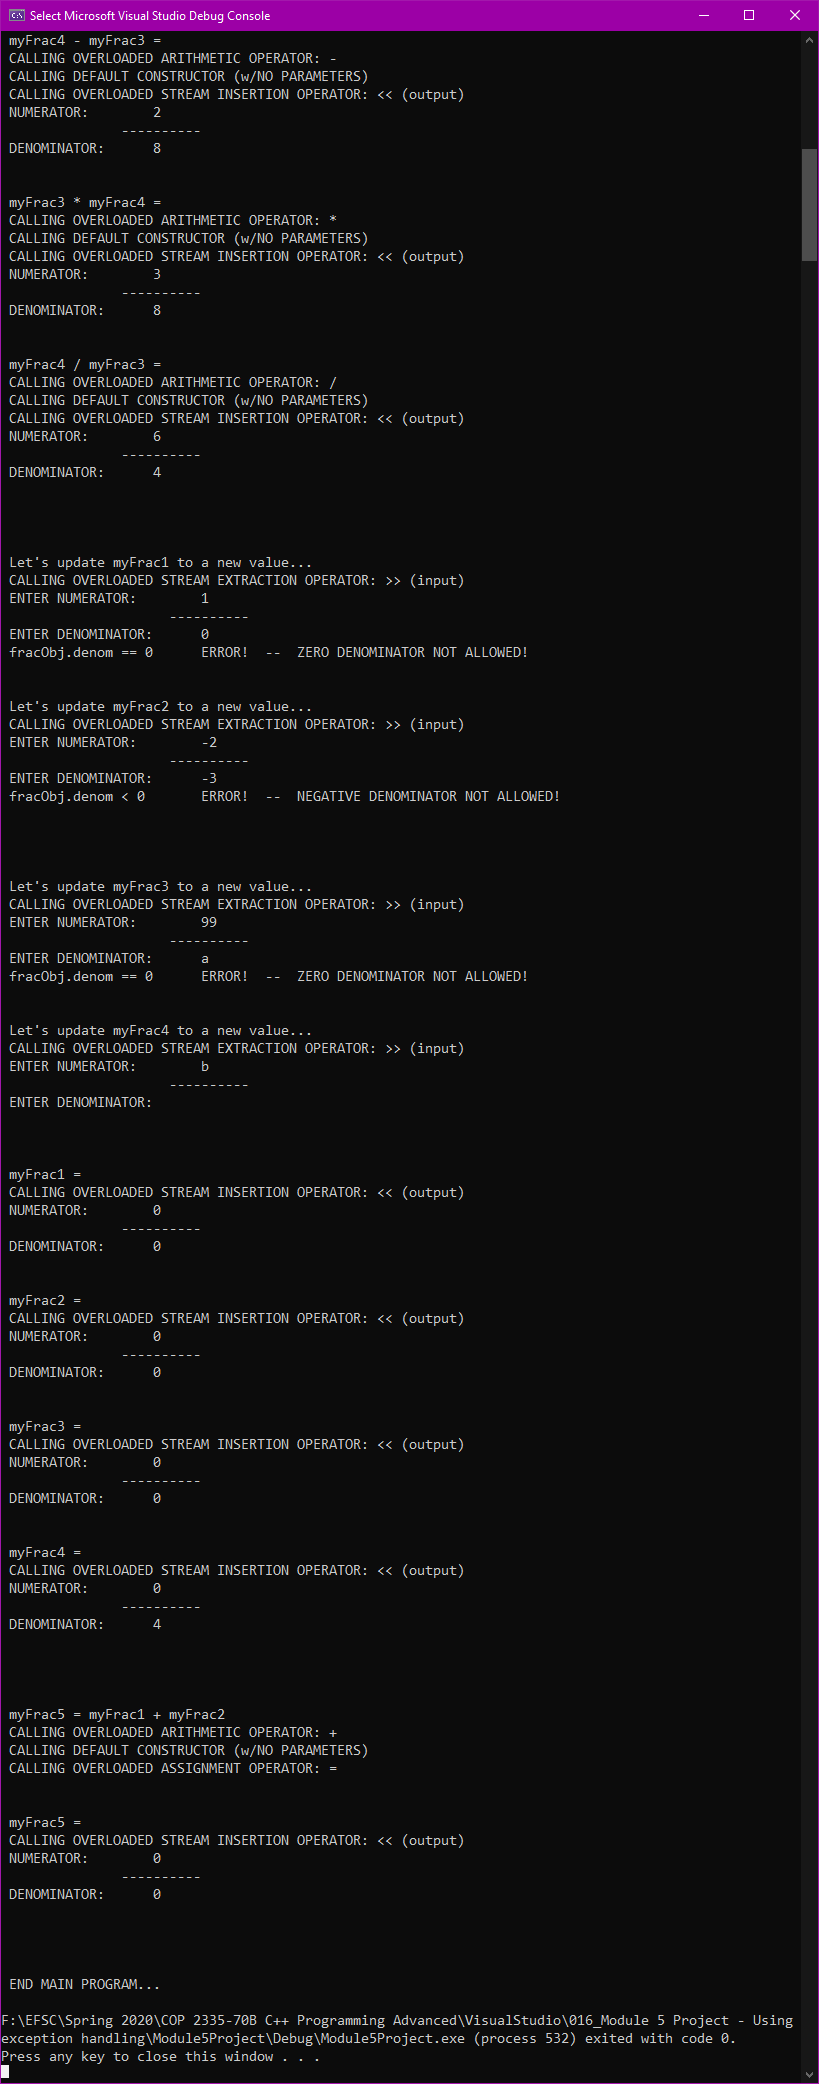 Select Microsoft Visual Studio Debug Console
myFrac4 - myFrac3 =
CALLING OVERLOADED ARITHMETIC OPERATOR: -
CALLING DEFAULT CONSTRUCTOR (w/NO PARAMETERS)
CALLING OVERLOADED STREAM INSERTION OPERATOR: << (output)
NUMERATOR:        2
              ----------
DENOMINATOR:      8
myFrac3 * myFrac4 =
CALLING OVERLOADED ARITHMETIC OPERATOR: *
CALLING DEFAULT CONSTRUCTOR (w/NO PARAMETERS)
CALLING OVERLOADED STREAM INSERTION OPERATOR: << (output)
NUMERATOR:        3
              ----------
DENOMINATOR:      8
myFrac4 / myFrac3 =
CALLING OVERLOADED ARITHMETIC OPERATOR: /
CALLING DEFAULT CONSTRUCTOR (w/NO PARAMETERS)
CALLING OVERLOADED STREAM INSERTION OPERATOR: << (output)
NUMERATOR:        6
              ----------
DENOMINATOR:      4
Let's update myFrac1 to a new value...
CALLING OVERLOADED STREAM EXTRACTION OPERATOR: >> (input)
ENTER NUMERATOR:        1
                    ----------
ENTER DENOMINATOR:      0
fracObj.denom == 0      ERROR!  --  ZERO DENOMINATOR NOT ALLOWED!
Let's update myFrac2 to a new value...
CALLING OVERLOADED STREAM EXTRACTION OPERATOR: >> (input)
ENTER NUMERATOR:        -2
                    ----------
ENTER DENOMINATOR:      -3
fracObj.denom < 0       ERROR!  --  NEGATIVE DENOMINATOR NOT ALLOWED!
Let's update myFrac3 to a new value...
CALLING OVERLOADED STREAM EXTRACTION OPERATOR: >> (input)
ENTER NUMERATOR:        99
                    ----------
ENTER DENOMINATOR:      a
fracObj.denom == 0      ERROR!  --  ZERO DENOMINATOR NOT ALLOWED!
Let's update myFrac4 to a new value...
CALLING OVERLOADED STREAM EXTRACTION OPERATOR: >> (input)
ENTER NUMERATOR:        b
                    ----------
ENTER DENOMINATOR:
myFrac1 =
CALLING OVERLOADED STREAM INSERTION OPERATOR: << (output)
NUMERATOR:        0
              ----------
DENOMINATOR:      0
myFrac2 =
CALLING OVERLOADED STREAM INSERTION OPERATOR: << (output)
NUMERATOR:        0
              ----------
DENOMINATOR:      0
myFrac3 =
CALLING OVERLOADED STREAM INSERTION OPERATOR: << (output)
NUMERATOR:        0
              ----------
DENOMINATOR:      0
myFrac4 =
CALLING OVERLOADED STREAM INSERTION OPERATOR: << (output)
NUMERATOR:        0
              ----------
DENOMINATOR:      4
myFrac5 = myFrac1 + myFrac2
CALLING OVERLOADED ARITHMETIC OPERATOR: +
CALLING DEFAULT CONSTRUCTOR (w/NO PARAMETERS)
CALLING OVERLOADED ASSIGNMENT OPERATOR: =
myFrac5 =
CALLING OVERLOADED STREAM INSERTION OPERATOR: << (output)
NUMERATOR:        0
              ----------
DENOMINATOR:      0
END MAIN PROGRAM...
F:\EFSC\Spring 2020\COP 2335-70B C++ Programming Advanced\VisualStudio\016_Module 5 Project - Using
exception handling\Module5Project\Debug\Module5Project.exe (process 532) exited with code 0.
Press any key to close this window . . .